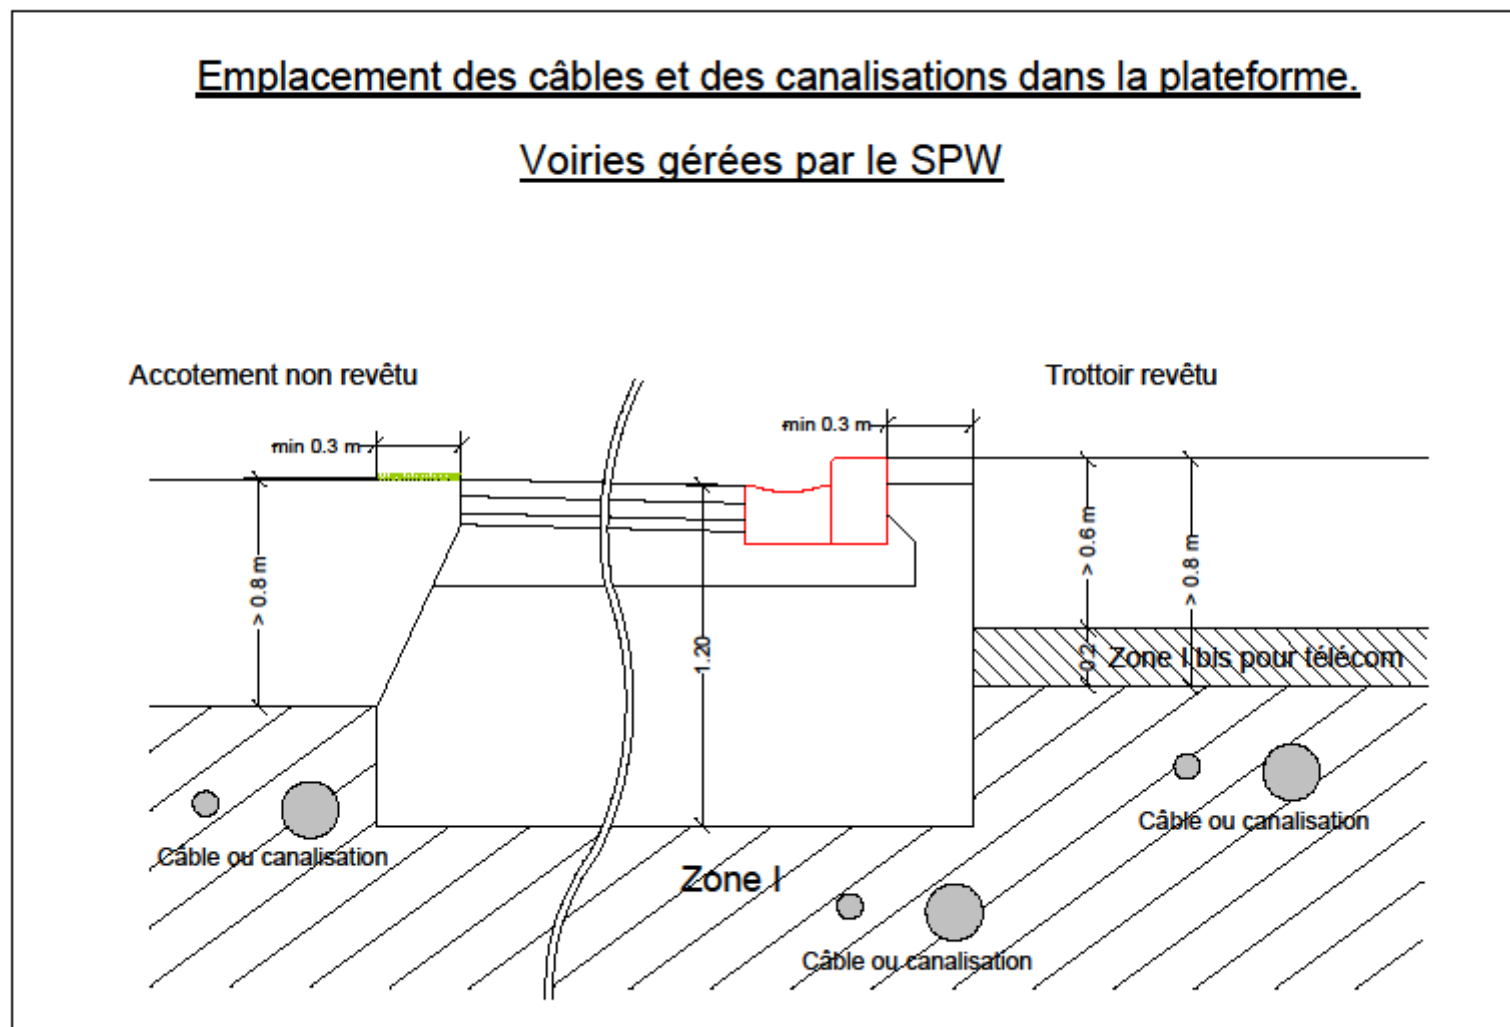 Emplacement des câbles et des canalisations dans la plateforme.
Voiries gérées par le SPW
Accotement non revêtu
Trottoir revêtu
min 0.3 m
min 0.3 m
> 0.8 m
1.20
> 0.6 m
> 0.8 m
0.2
Zone I bis pour télécom
Câble ou canalisation
Câble ou canalisation
Zone I
Câble ou canalisation